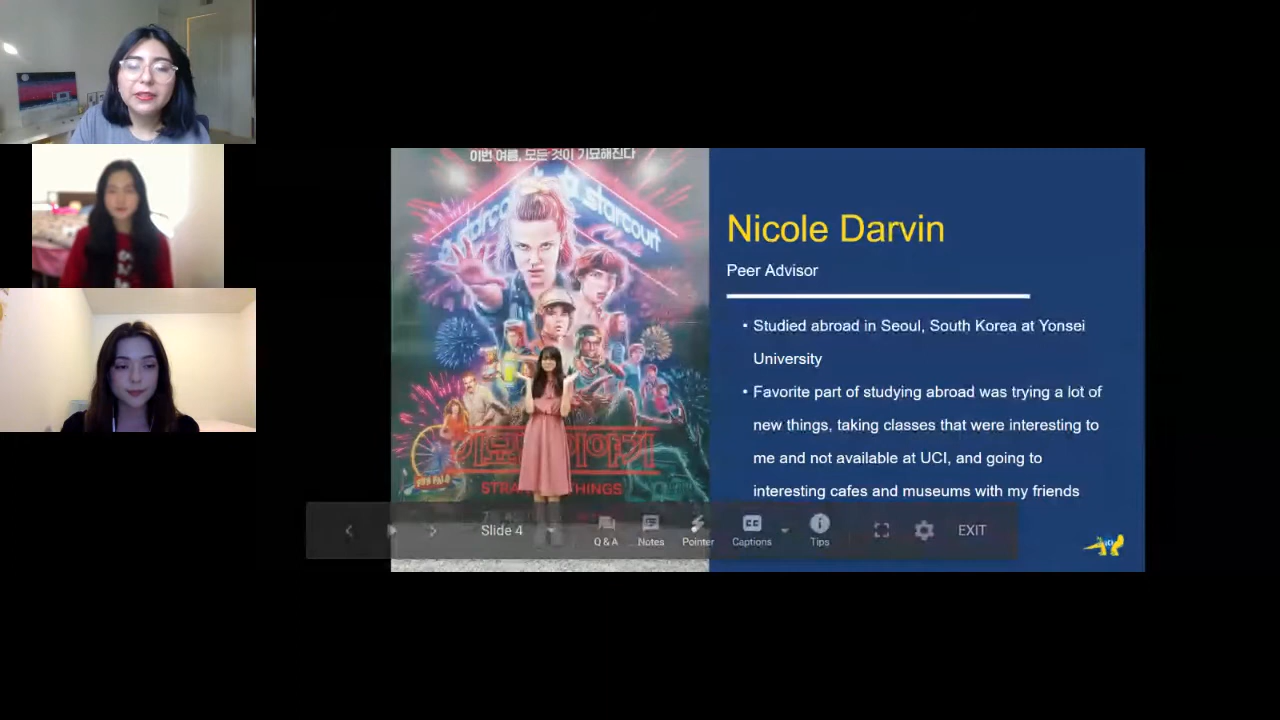 이번 여름, 모든 것이 기묘해진다
starcourt
Nicole Darvin
Peer Advisor
• Studied abroad in Seoul, South Korea at Yonsei
University
• Favorite part of studying abroad was trying a lot of
new things, taking classes that were interesting to
me and not available at UCI, and going to
interesting cafes and museums with my friends
Slide 4
Q & A
Notes
Pointer
CC
Captions
Tips
EXIT